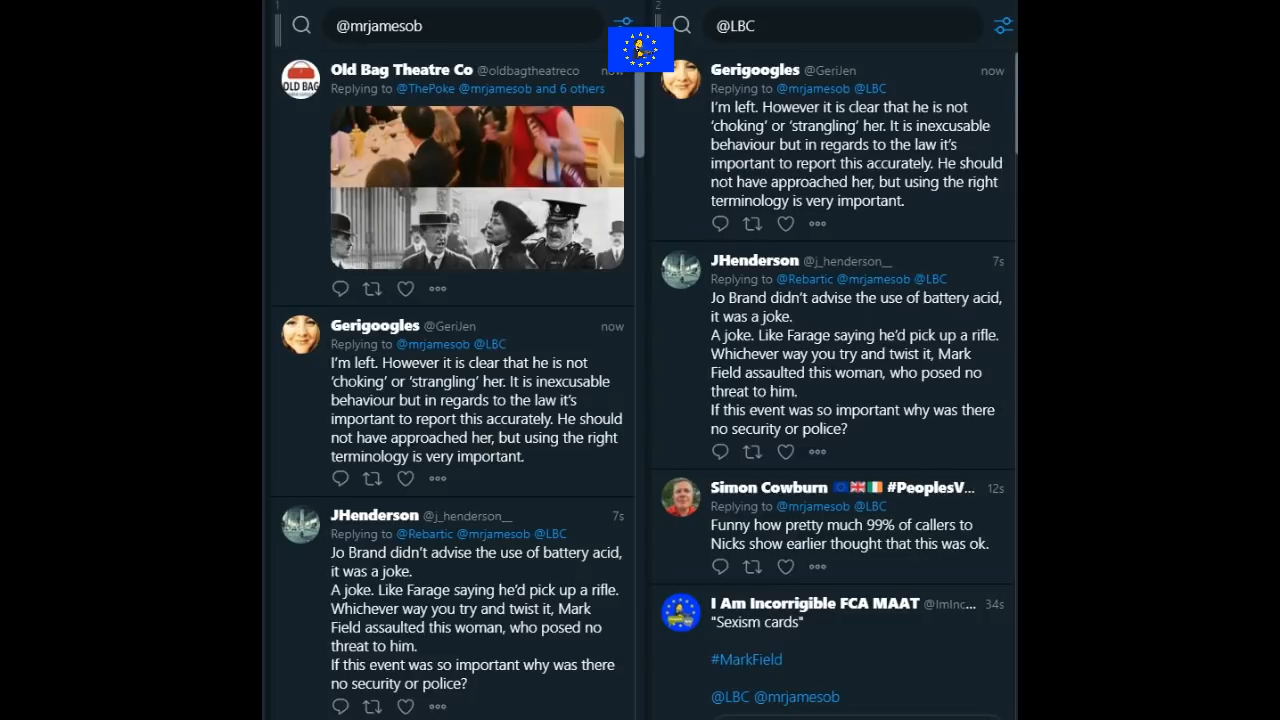 1
@mrjamesob
Old Bag Theatre Co @oldbagtheatreco now
Replying to @ThePoke @mrjamesob and 6 others
OLD BAG
Gerigoogles @GeriJen now
Replying to @mrjamesob @LBC
I'm left. However it is clear that he is not
'choking' or 'strangling' her. It is inexcusable
behaviour but in regards to the law it's
important to report this accurately. He should
not have approached her, but using the right
terminology is very important.
JHenderson @j_henderson__ 7s
Replying to @Rebartic @mrjamesob @LBC
Jo Brand didn't advise the use of battery acid,
it was a joke.
A joke. Like Farage saying he'd pick up a rifle.
Whichever way you try and twist it, Mark
Field assaulted this woman, who posed no
threat to him.
If this event was so important why was there
no security or police?
2
@LBC
Gerigoogles @GeriJen now
Replying to @mrjamesob @LBC
I'm left. However it is clear that he is not
'choking' or 'strangling' her. It is inexcusable
behaviour but in regards to the law it's
important to report this accurately. He should
not have approached her, but using the right
terminology is very important.
JHenderson @j_henderson__ 7s
Replying to @Rebartic @mrjamesob @LBC
Jo Brand didn't advise the use of battery acid,
it was a joke.
A joke. Like Farage saying he'd pick up a rifle.
Whichever way you try and twist it, Mark
Field assaulted this woman, who posed no
threat to him.
If this event was so important why was there
no security or police?
Simon Cowburn 🇪🇺🇬🇧🇮🇪 #PeoplesV... 12s
Replying to @mrjamesob @LBC
Funny how pretty much 99% of callers to
Nicks show earlier thought that this was ok.
I Am Incorrigible FCA MAAT @ImInc... 34s
"Sexism cards"
#MarkField
@LBC @mrjamesob